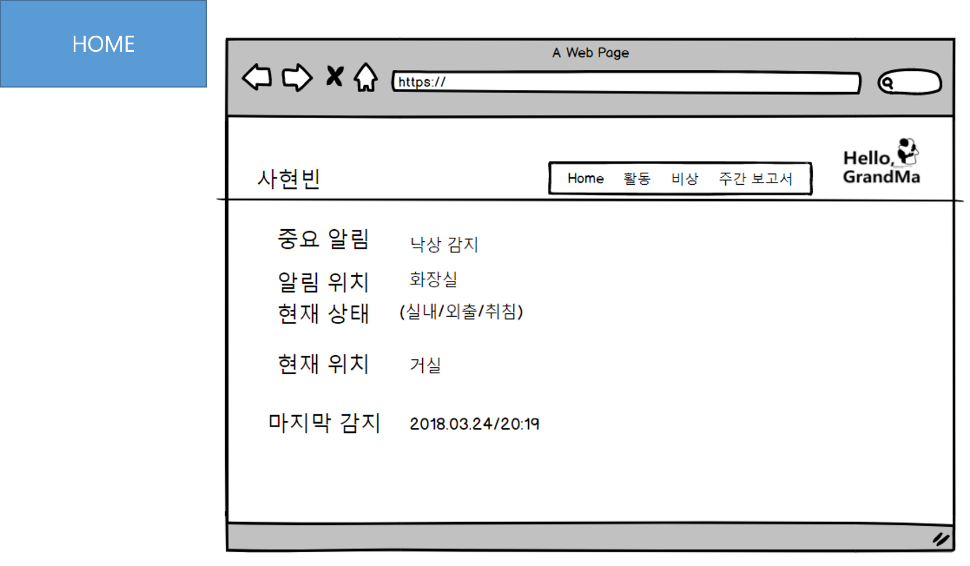 HOME
A Web Page
https://
사현빈
Home 활동 비상 주간 보고서
Hello,
GrandMa
중요 알림 낙상 감지
알림 위치 화장실
현재 상태 (실내/외출/취침)
현재 위치 거실
마지막 감지 2018.03.24/20:19